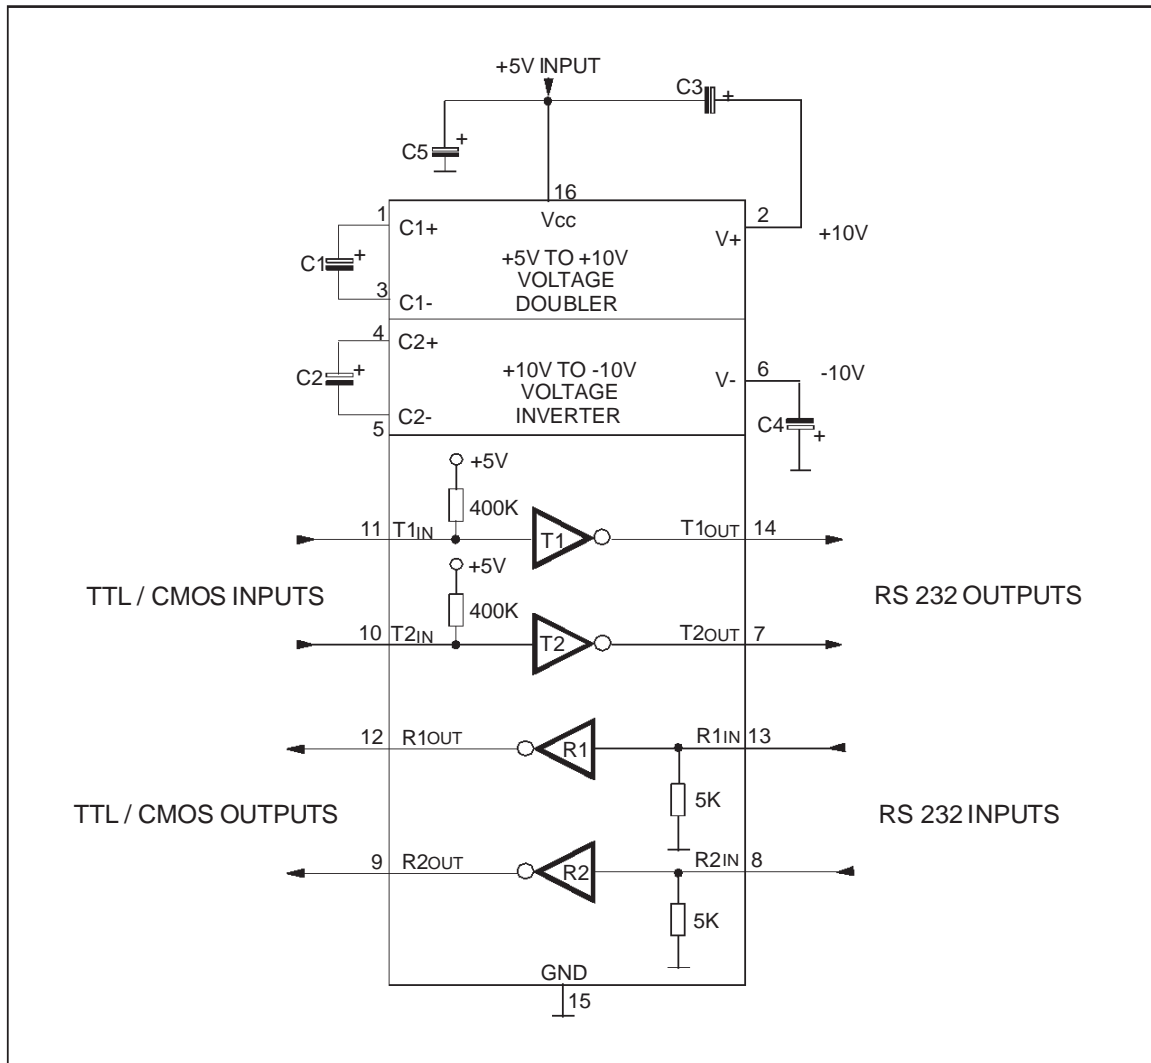 +5V INPUT
C3
+
C5
+
16
1
C1+
Vcc
2
V+
+10V
C1
+
+5V TO +10V
VOLTAGE
DOUBLER
3
C1-
4
C2+
C2
+
+10V TO -10V
VOLTAGE
INVERTER
V-
6
-10V
C2-
5
C4
+
+5V
400K
11
T1IN
T1
T1OUT
14
+5V
TTL / CMOS INPUTS
400K
RS 232 OUTPUTS
10
T2IN
T2
T2OUT
7
12
R1OUT
R1
R1IN
13
5K
TTL / CMOS OUTPUTS
RS 232 INPUTS
9
R2OUT
R2
R2IN
8
5K
GND
15